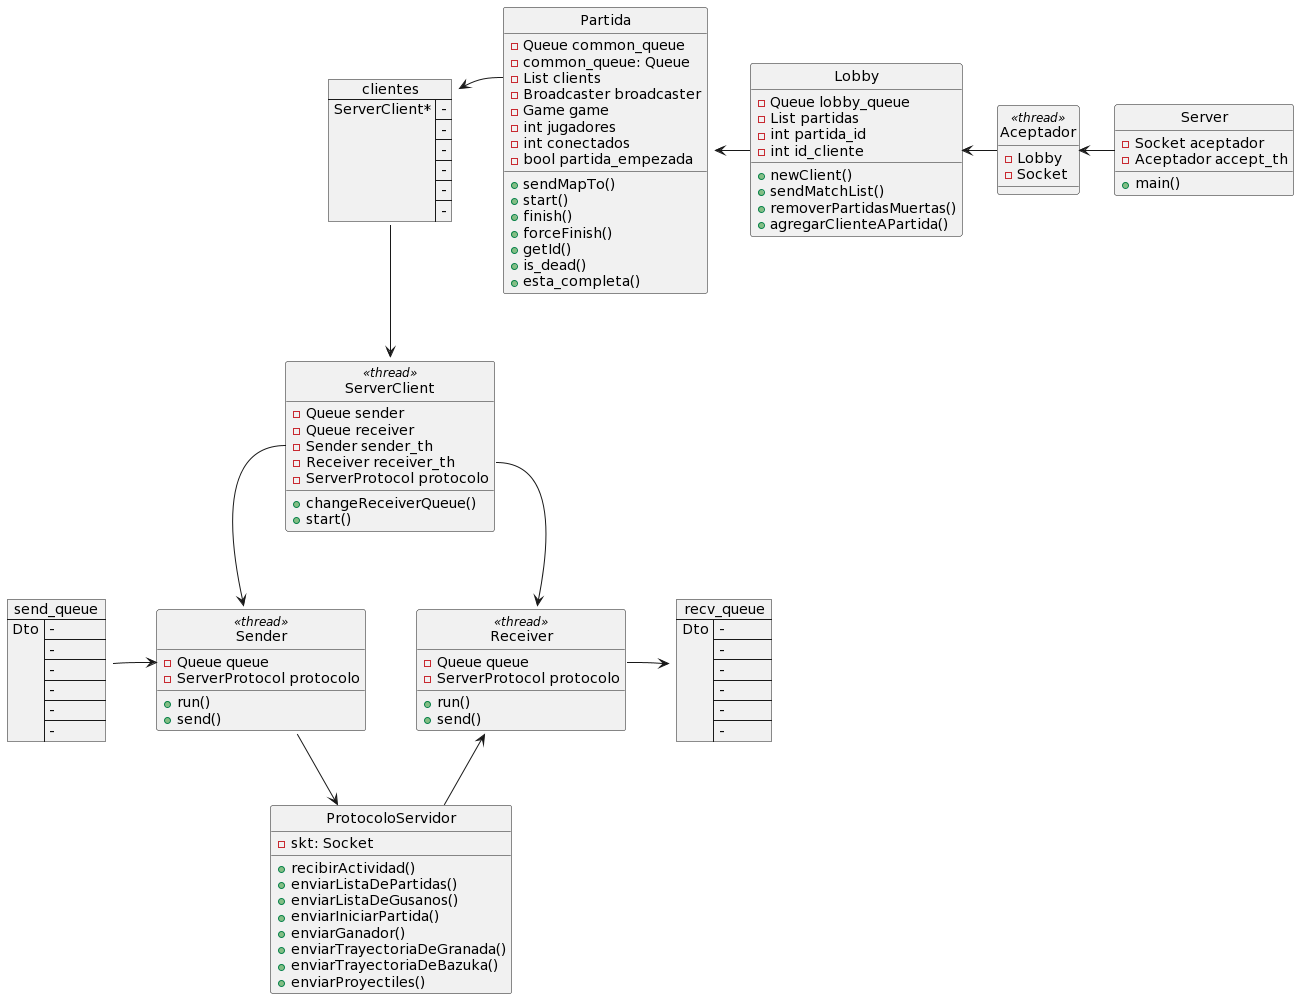 Partida
Queue common_queue
common_queue: Queue
List clients
Broadcaster broadcaster
Game game
int jugadores
int conectados
bool partida_empezada
sendMapTo()
start()
finish()
forceFinish()
getId()
is_dead()
esta_completa()
clientes
ServerClient* -
-
-
-
-
-
Lobby
Queue lobby_queue
List partidas
int partida_id
int id_cliente
newClient()
sendMatchList()
removerPartidasMuertas()
agregarClienteAPartida()
«thread»
Aceptador
Lobby
Socket
Server
Socket aceptador
Aceptador accept_th
main()
«thread»
ServerClient
Queue sender
Queue receiver
Sender sender_th
Receiver receiver_th
ServerProtocol protocolo
changeReceiverQueue()
start()
send_queue
Dto -
-
-
-
-
-
«thread»
Sender
Queue queue
ServerProtocol protocolo
run()
send()
«thread»
Receiver
Queue queue
ServerProtocol protocolo
run()
send()
recv_queue
Dto -
-
-
-
-
-
ProtocoloServidor
skt: Socket
recibirActividad()
enviarListaDePartidas()
enviarListaDeGusanos()
enviarIniciarPartida()
enviarGanador()
enviarTrayectoriaDeGranada()
enviarTrayectoriaDeBazuka()
enviarProyectiles()